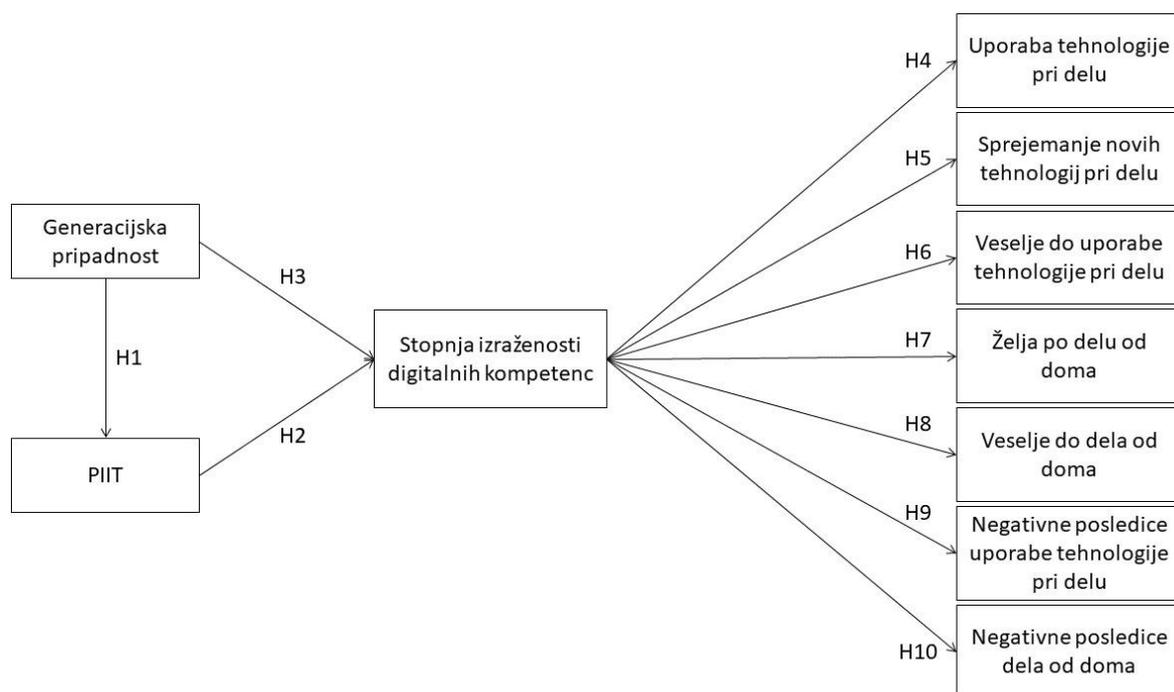 Generacijska
pripadnost
H1
PIIT
H3
H2
Stopnja izraženosti
digitalnih kompetenc
H4
Uporaba tehnologije
pri delu
H5
Sprejemanje novih
tehnologij pri delu
H6
Veselje do uporabe
tehnologije pri delu
H7
Želja po delu od
doma
H8
Veselje do dela od
doma
H9
Negativne posledice
uporabe tehnologije
pri delu
H10
Negativne posledice
dela od doma